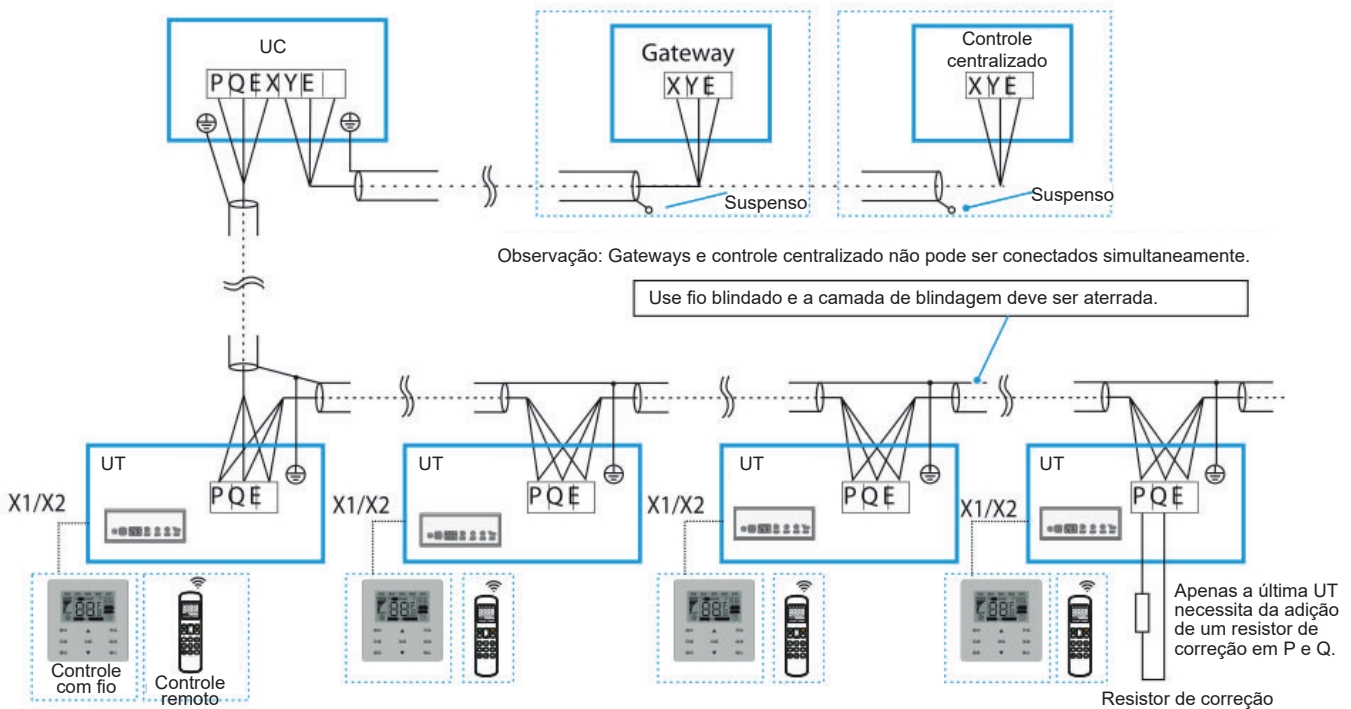 UC
P Q E X Y E
Gateway
X Y E
Controle
centralizado
X Y E
Suspenso
Suspenso
Observação: Gateways e controle centralizado não pode ser conectados simultaneamente.
Use fio blindado e a camada de blindagem deve ser aterrada.
UT
P Q E
X1/X2
UT
P Q E
X1/X2
UT
P Q E
X1/X2
UT
P Q E
X1/X2
Controle
com fio
Controle
remoto
Apenas a última UT
necessita da adição
de um resistor de
correção em P e Q.
Resistor de correção